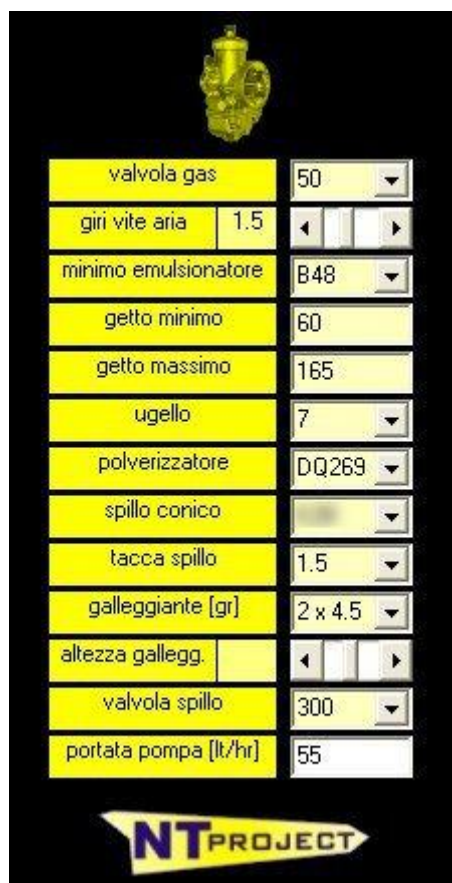 valvola gas 50
giri vite aria 1.5
minimo emulsionatore B48
getto minimo 60
getto massimo 165
ugello 7
polverizzatore DQ269
spillo conico
tacca spillo 1.5
galleggiante [gr] 2 x 4.5
altezza gallegg.
valvola spillo 300
portata pompa [lt/hr] 55
NTPROJECT